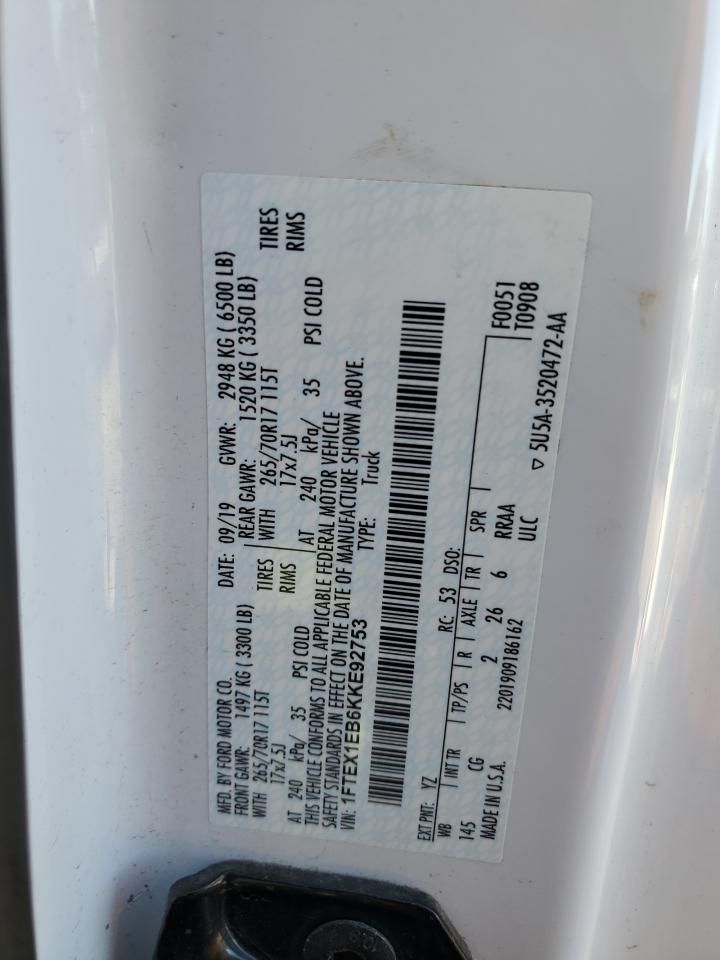 MFD. BY FORD MOTOR CO.
DATE: 09/19 GVWR: 2948 KG ( 6500 LB)
FRONT GAWR: 1497 KG ( 3300 LB) REAR GAWR: 1520 KG ( 3350 LB)
WITH 265/70R17 115T TIRES WITH 265/70R17 115T TIRES
17x7.5J RIMS 17x7.5J RIMS
AT 240 kPa/ 35 PSI COLD AT 240 kPa/ 35 PSI COLD
THIS VEHICLE CONFORMS TO ALL APPLICABLE FEDERAL MOTOR VEHICLE
SAFETY STANDARDS IN EFFECT ON THE DATE OF MANUFACTURE SHOWN ABOVE.
VIN: 1FTEX1EB6KKE92753 TYPE: Truck
EXT PNT: YZ RC: 53 DSO: F0051
WB INT TR TP/PS R AXLE TR SPR T0908
145 CG 2 26 6 RRAA
MADE IN U.S.A. 2201909186162 ULC
▽ 5U5A-3520472-AA